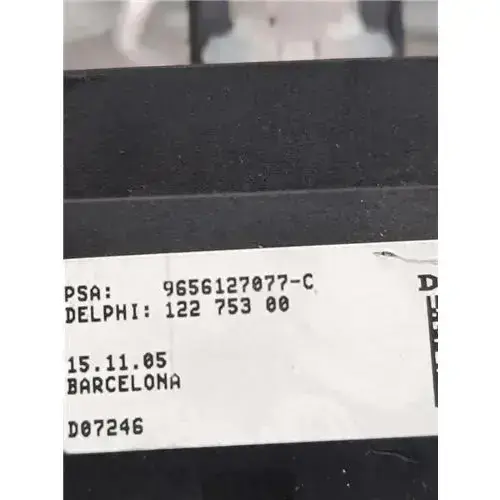 PSA: 9656127077-C
DELPHI: 122 753 00
15.11.05
BARCELONA
D07246